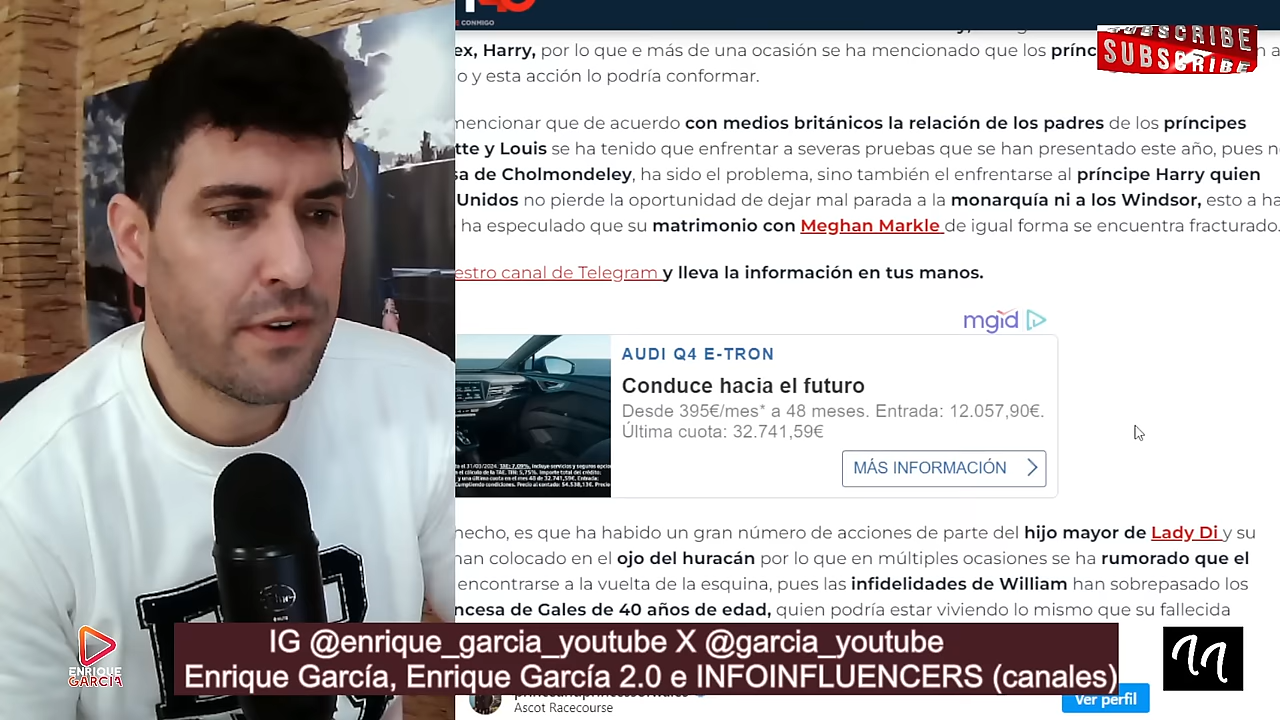 CONMIGO
SUBSCRIBE
SUBSCRIBE
ex, Harry, por lo que e más de una ocasión se ha mencionado que los
o y esta acción lo podría conformar.
mencionar que de acuerdo con medios británicos la relación de los padres de los príncipes
tte y Louis se ha tenido que enfrentar a severas pruebas que se han presentado este año, pues
sa de Cholmondeley, ha sido el problema, sino también el enfrentarse al príncipe Harry quien
Unidos no pierde la oportunidad de dejar mal parada a la monarquía ni a los Windsor, esto a
ha especulado que su matrimonio con Meghan Markle de igual forma se encuentra fracturado.
estro canal de Telegram y lleva la información en tus manos.
mgid
AUDI Q4 E-TRON
Conduce hacia el futuro
Desde 395€/mes* a 48 meses. Entrada: 12.057,90€.
Última cuota: 32.741,59€
MÁS INFORMACIÓN
hecho, es que ha habido un gran número de acciones de parte del hijo mayor de Lady Di y su
han colocado en el ojo del huracán por lo que en múltiples ocasiones se ha rumorado que el
encontrarse a la vuelta de la esquina, pues las infidelidades de William han sobrepasado los
ncesa de Gales de 40 años de edad, quien podría estar viviendo lo mismo que su fallecida
IG @enrique_garcia_youtube X @garcia_youtube
Enrique García, Enrique García 2.0 e INFOINFLUENCERS (canales)
ENRIQUE
GARCÍA
Ascot Racecourse
Ver perfil